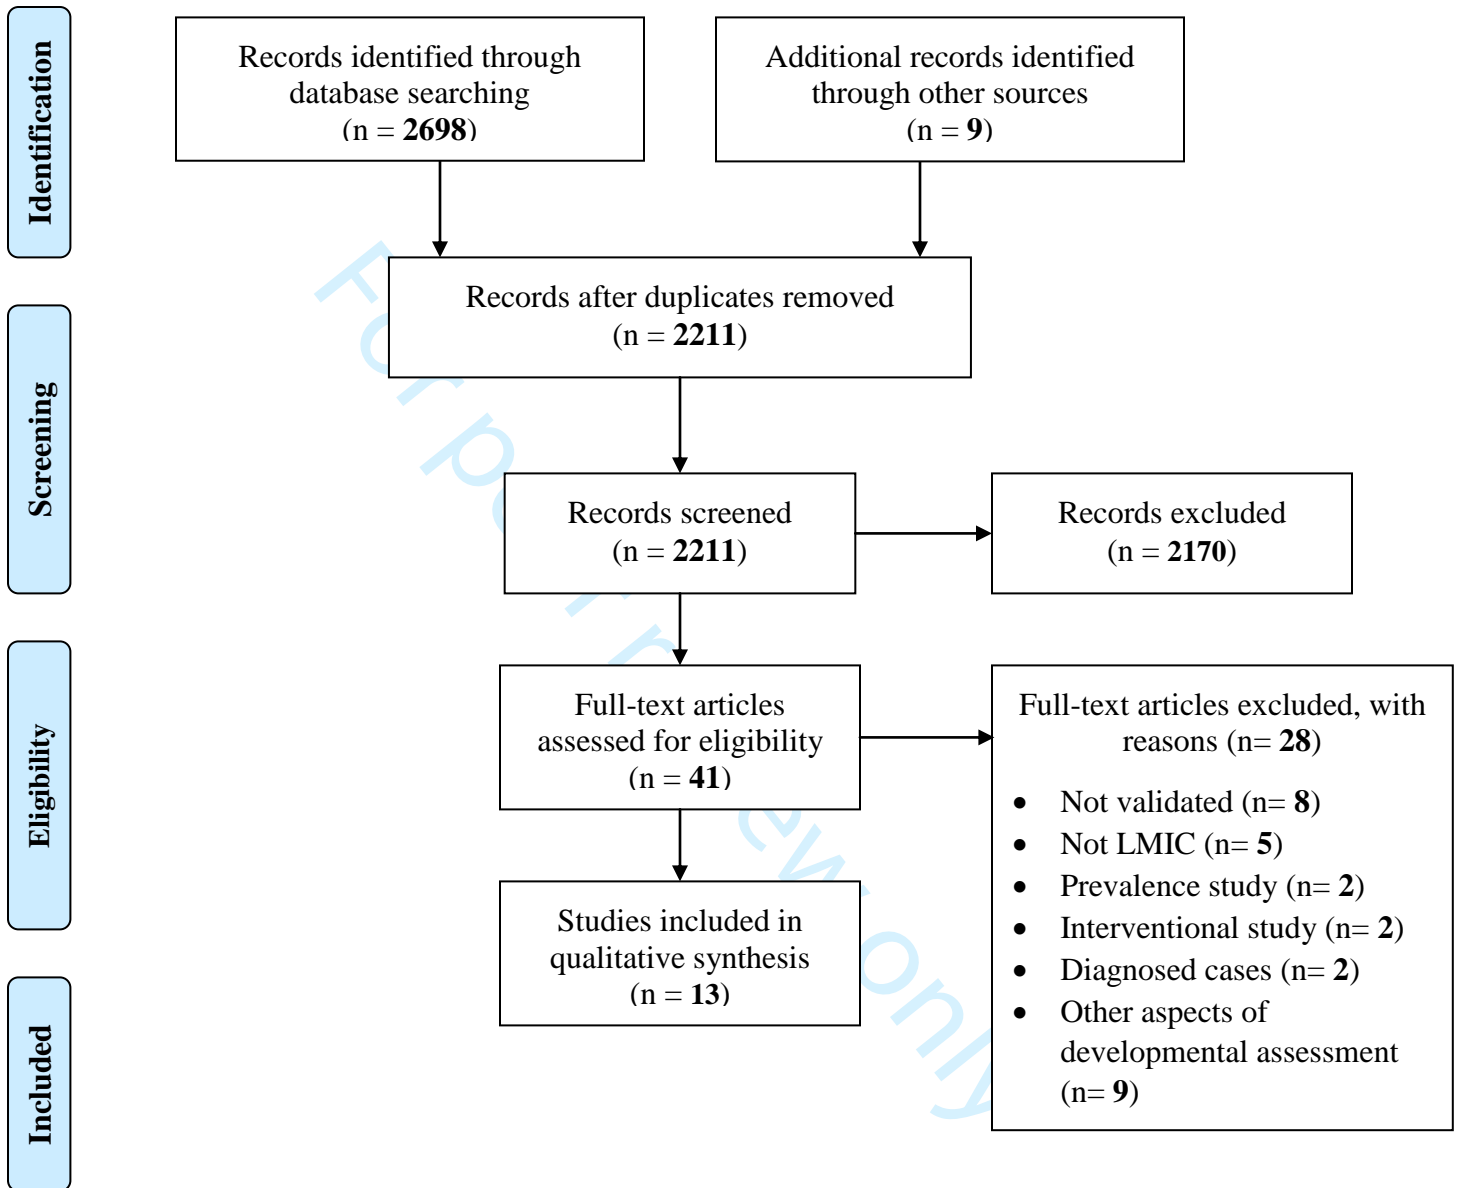 Identification
Records identified through
database searching
(n = 2698)
Additional records identified
through other sources
(n = 9)
Records after duplicates removed
(n = 2211)
Screening
Records screened
(n = 2211)
Records excluded
(n = 2170)
Eligibility
Full-text articles
assessed for eligibility
(n = 41)
Full-text articles excluded, with
reasons (n= 28)
• Not validated (n= 8)
• Not LMIC (n= 5)
• Prevalence study (n= 2)
• Interventional study (n= 2)
• Diagnosed cases (n= 2)
• Other aspects of
developmental assessment
(n= 9)
Included
Studies included in
qualitative synthesis
(n = 13)
For peer review only